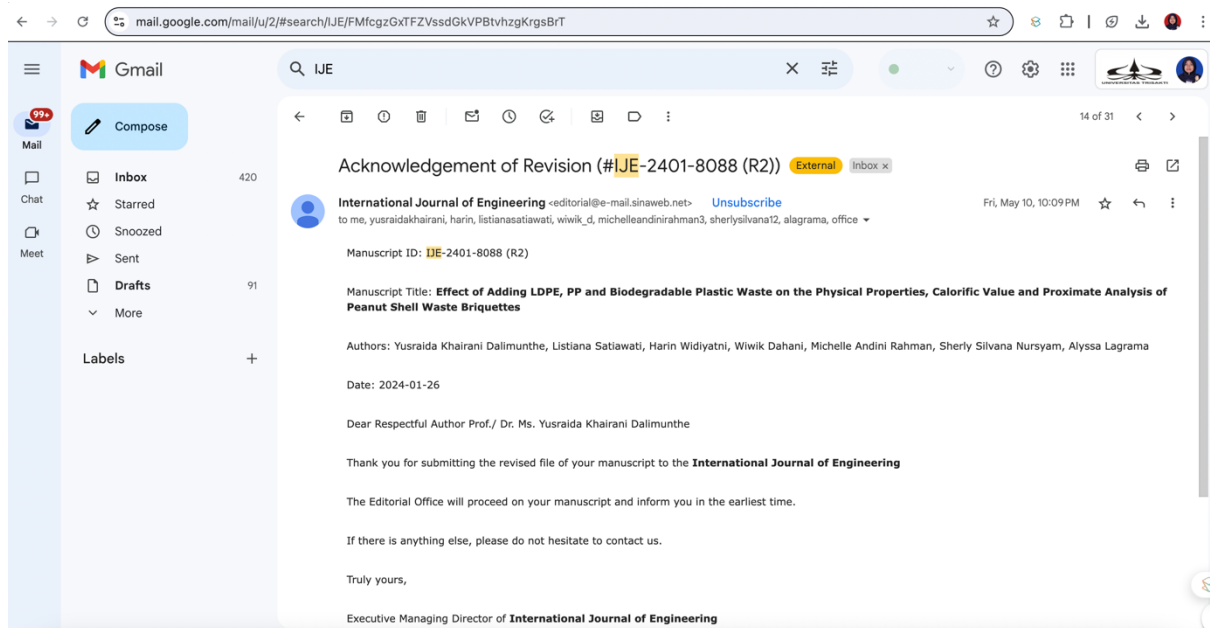 mail.google.com/mail/u/2/#search/IJE/FMfcgzGxTFZVssdGkVPBtvhzgKrgsBrT
Gmail
IJE
UNIVERSITAS TRISAKTI
99+
Mail
Chat
Meet
Compose
Inbox 420
Starred
Snoozed
Sent
Drafts 91
More
Labels +
14 of 31
Acknowledgement of Revision (#IJE-2401-8088 (R2)) External Inbox x
International Journal of Engineering <editorial@e-mail.sinaweb.net> Unsubscribe Fri, May 10, 10:09 PM
to me, yusraidakhairani, harin, listianasatiawati, wiwik_d, michelleandinirahman3, sherlysilvana12, alagrama, office
Manuscript ID: IJE-2401-8088 (R2)
Manuscript Title: Effect of Adding LDPE, PP and Biodegradable Plastic Waste on the Physical Properties, Calorific Value and Proximate Analysis of
Peanut Shell Waste Briquettes
Authors: Yusraida Khairani Dalimunthe, Listiana Satiawati, Harin Widiyatni, Wiwik Dahani, Michelle Andini Rahman, Sherly Silvana Nursyam, Alyssa Lagrama
Date: 2024-01-26
Dear Respectful Author Prof./ Dr. Ms. Yusraida Khairani Dalimunthe
Thank you for submitting the revised file of your manuscript to the International Journal of Engineering
The Editorial Office will proceed on your manuscript and inform you in the earliest time.
If there is anything else, please do not hesitate to contact us.
Truly yours,
Executive Managing Director of International Journal of Engineering